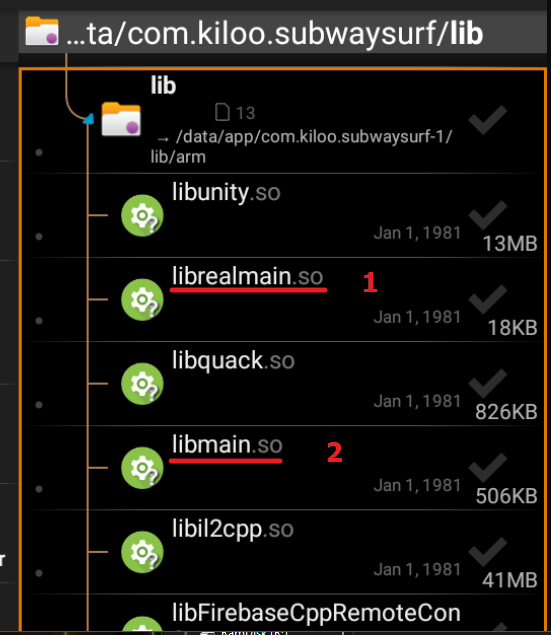 ...ta/com.kiloo.subwaysurf/lib
lib
13
→ /data/app/com.kiloo.subwaysurf-1/
lib/arm
libunity.so
Jan 1, 1981
13MB
librealmain.so
1
Jan 1, 1981
18KB
libquack.so
Jan 1, 1981
826KB
libmain.so
2
Jan 1, 1981
506KB
libil2cpp.so
Jan 1, 1981
41MB
r
libFirebaseCppRemoteCon